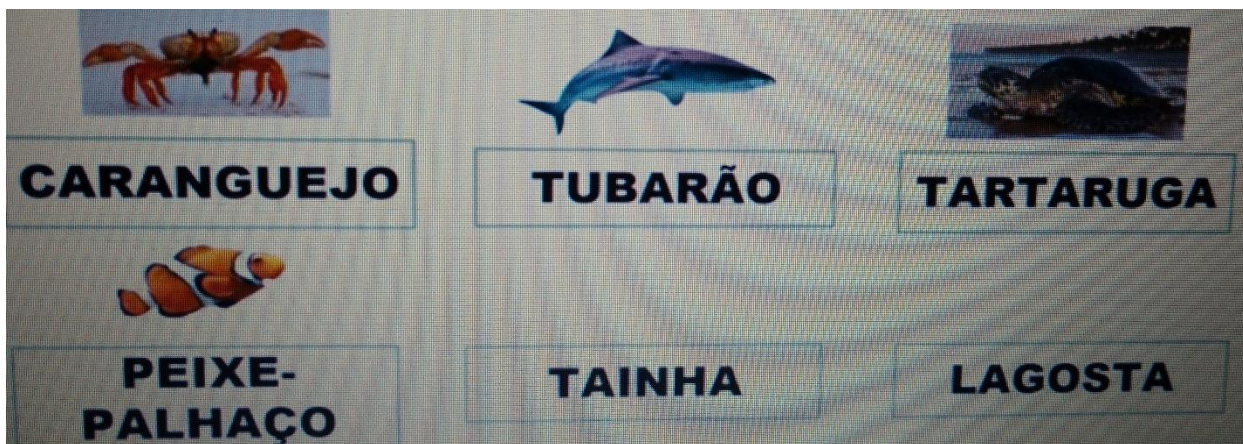 CARANGUEJO
TUBARÃO
TARTARUGA
PEIXE-
PALHAÇO
TAINHA
LAGOSTA